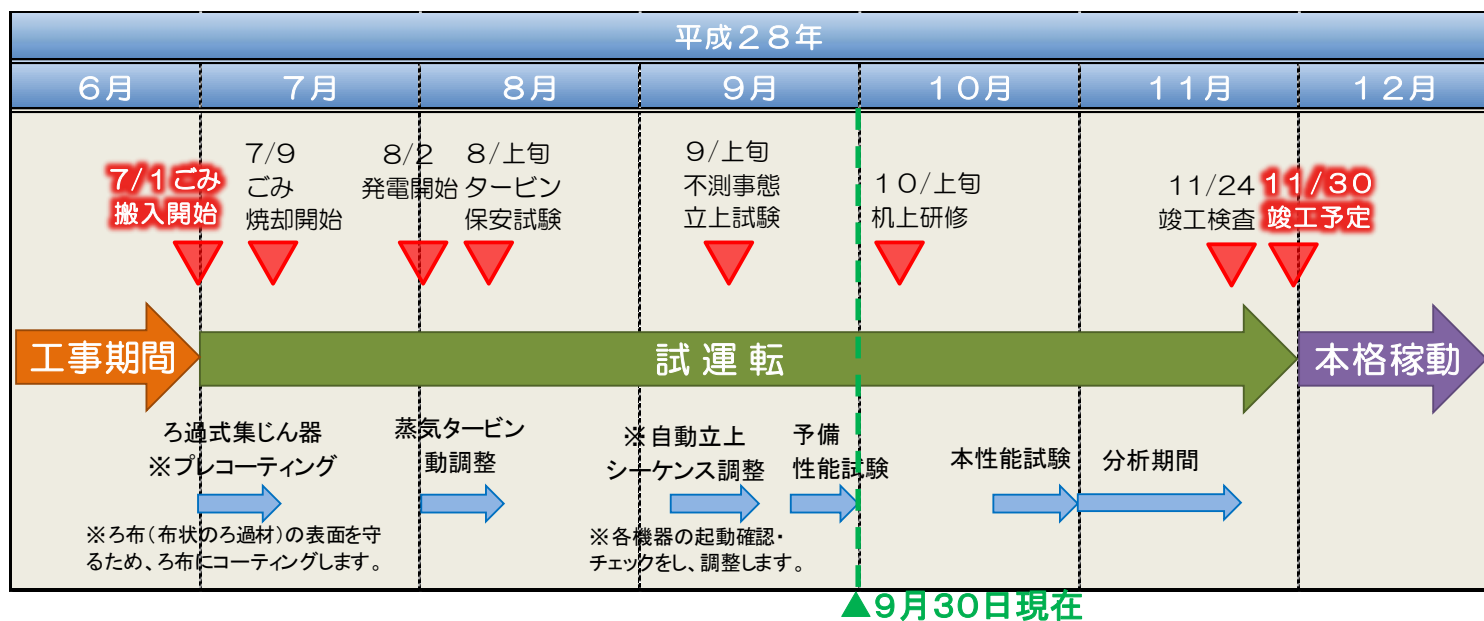 平成２８年
６月
７月
８月
９月
１０月
１１月
１２月
7/1ごみ
搬入開始
7/9
ごみ
焼却開始
8/2
発電開始
8/上旬
タービン
保安試験
9/上旬
不測事態
立上試験
10/上旬
机上研修
11/24
竣工検査
11/30
竣工予定
工事期間
試運転
本格稼動
ろ過式集じん器
※プレコーティング
※ろ布（布状のろ過材）の表面を守
るため、ろ布にコーティングします。
蒸気タービン
動調整
※自動立上
シーケンス調整
※各機器の起動確認・
チェックをし、調整します。
予備
性能試験
本性能試験
分析期間
▲9月30日現在